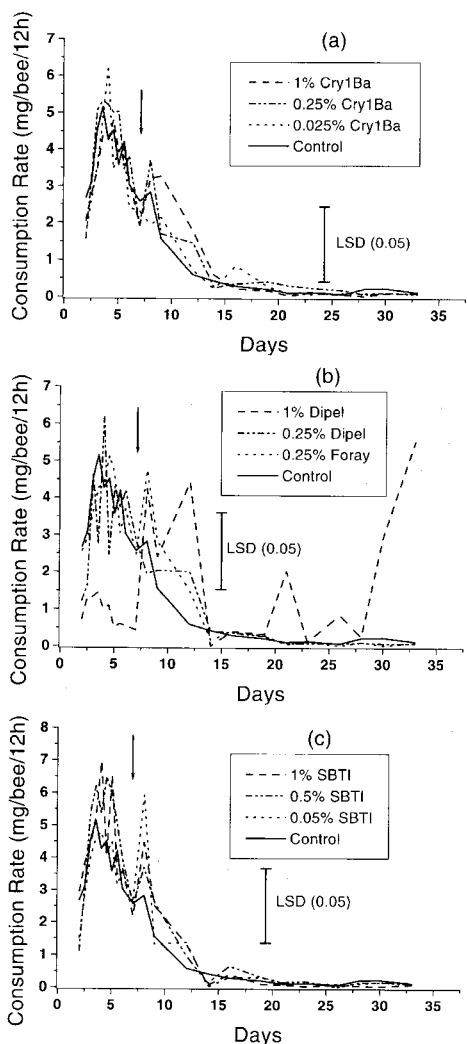 (a)
Consumption Rate (mg/bee/12h)
7
6
5
4
3
2
1
0
1% Cry1Ba
0.25% Cry1Ba
0.025% Cry1Ba
Control
LSD (0.05)
0 5 10 15 20 25 30 35
Days
(b)
Consumption Rate (mg/bee/12h)
7
6
5
4
3
2
1
0
1% Dipel
0.25% Dipel
0.25% Foray
Control
LSD (0.05)
0 5 10 15 20 25 30 35
Days
(c)
Consumption Rate (mg/bee/12h)
8
7
6
5
4
3
2
1
0
1% SBTI
0.5% SBTI
0.05% SBTI
Control
LSD (0.05)
0 5 10 15 20 25 30 35
Days